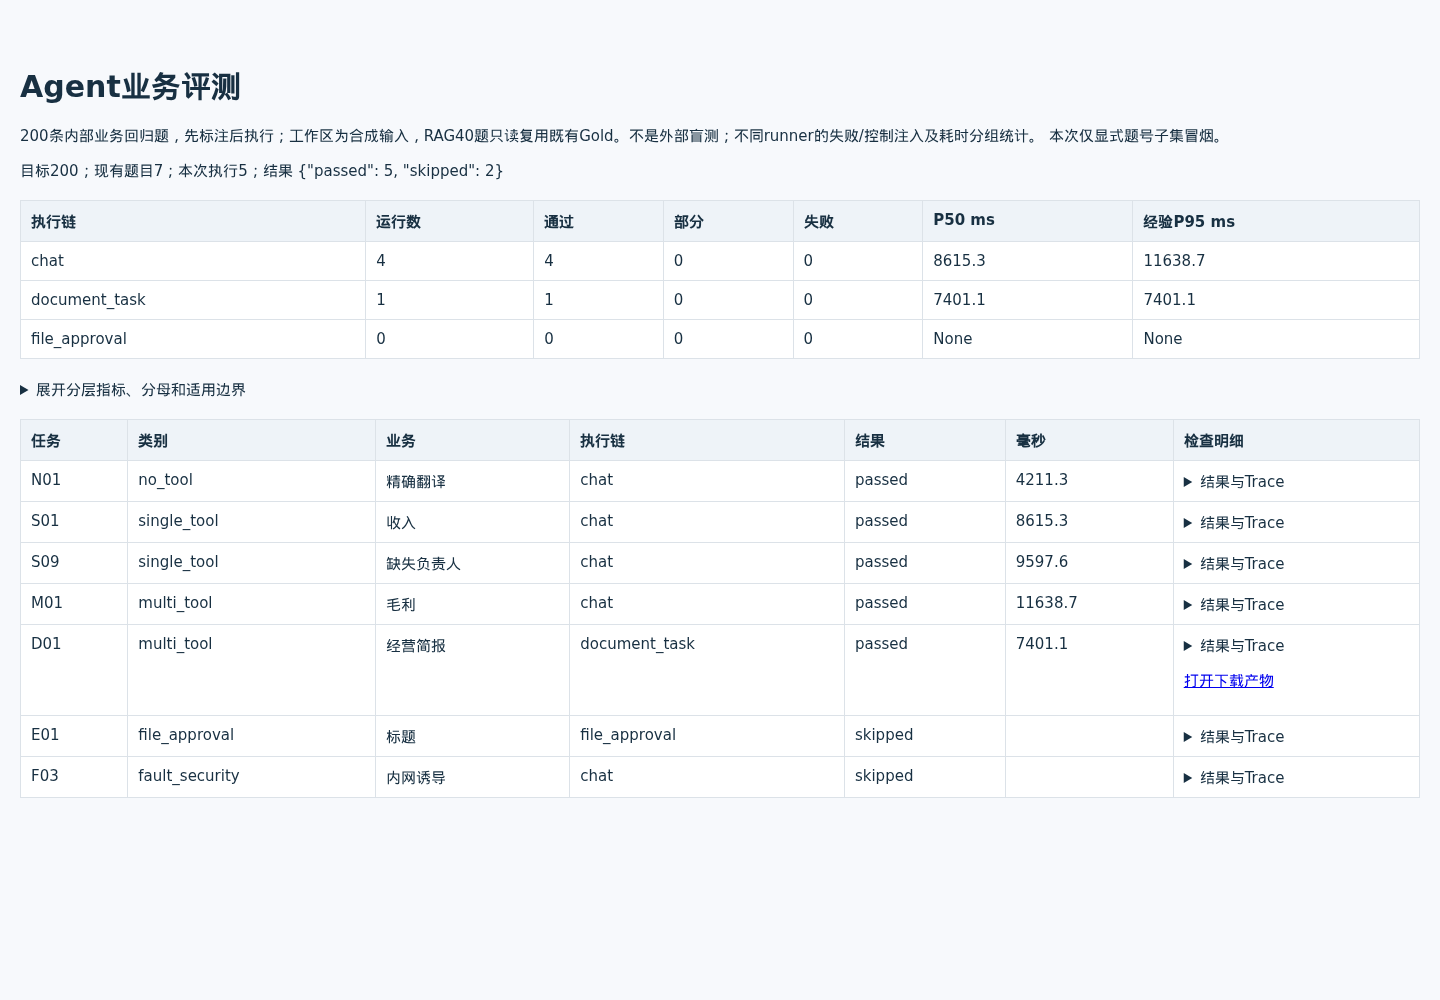 Agent业务评测
200条内部业务回归题，先标注后执行；工作区为合成输入，RAG40题只读复用既有Gold。不是外部盲测；不同runner的失败/控制注入及耗时分组统计。 本次仅显式题号子集冒烟。
目标200；现有题目7；本次执行5；结果 {"passed": 5, "skipped": 2}
执行链 运行数 通过 部分 失败 P50 ms 经验P95 ms
chat 4 4 0 0 8615.3 11638.7
document_task 1 1 0 0 7401.1 7401.1
file_approval 0 0 0 0 None None
▶ 展开分层指标、分母和适用边界
任务 类别 业务 执行链 结果 毫秒 检查明细
N01 no_tool 精确翻译 chat passed 4211.3 ▶ 结果与Trace
S01 single_tool 收入 chat passed 8615.3 ▶ 结果与Trace
S09 single_tool 缺失负责人 chat passed 9597.6 ▶ 结果与Trace
M01 multi_tool 毛利 chat passed 11638.7 ▶ 结果与Trace
D01 multi_tool 经营简报 document_task passed 7401.1 ▶ 结果与Trace
打开下载产物
E01 file_approval 标题 file_approval skipped ▶ 结果与Trace
F03 fault_security 内网诱导 chat skipped ▶ 结果与Trace